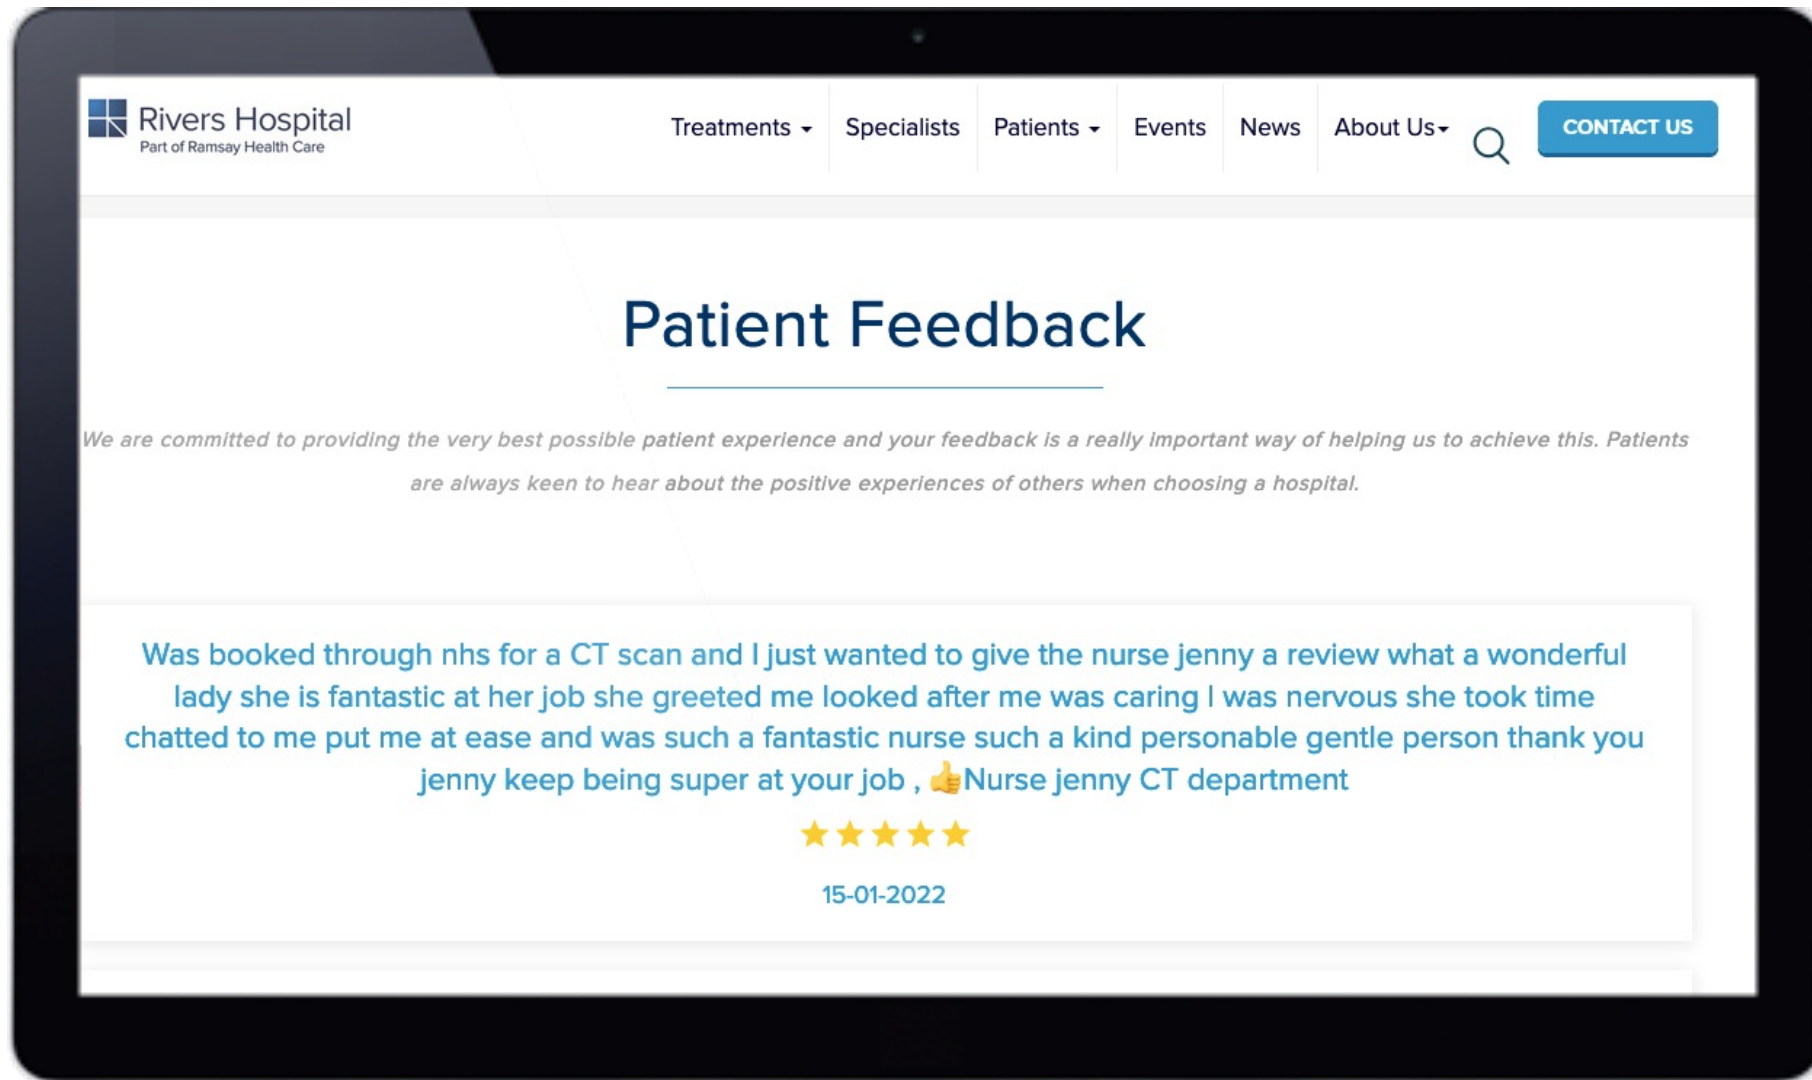 Rivers Hospital
Part of Ramsay Health Care
Treatments
Specialists
Patients
Events
News
About Us
CONTACT US
Patient Feedback
We are committed to providing the very best possible patient experience and your feedback is a really important way of helping us to achieve this. Patients
are always keen to hear about the positive experiences of others when choosing a hospital.
Was booked through nhs for a CT scan and I just wanted to give the nurse jenny a review what a wonderful
lady she is fantastic at her job she greeted me looked after me was caring I was nervous she took time
chatted to me put me at ease and was such a fantastic nurse such a kind personable gentle person thank you
jenny keep being super at your job , 👍Nurse jenny CT department
15-01-2022